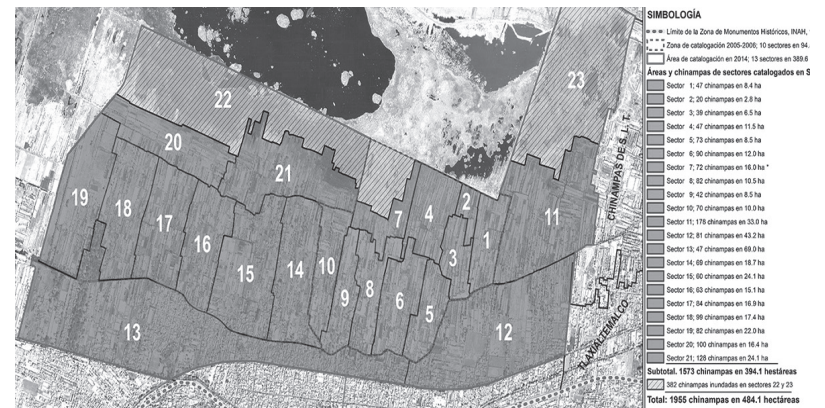 22
23
20
21
19
18
17
16
15
14
10
9
8
7
4
2
3
1
11
6
5
13
12
CHINAMPAS DE S. L. T.
TLAXIALTEMALCO
SIMBOLOGÍA
Límite de la Zona de Monumentos Históricos, INAH,
Zona de catalogación 2005-2006; 10 sectores en 94.
Área de catalogación en 2014; 13 sectores en 389.6
Áreas y chinampas de sectores catalogados en S
Sector 1; 47 chinampas en 8.4 ha
Sector 2; 20 chinampas en 2.8 ha
Sector 3; 39 chinampas en 6.5 ha
Sector 4; 47 chinampas en 11.5 ha
Sector 5; 73 chinampas en 8.5 ha
Sector 6; 90 chinampas en 12.0 ha
Sector 7; 72 chinampas en 16.0 ha *
Sector 8; 82 chinampas en 10.5 ha
Sector 9; 42 chinampas en 8.5 ha
Sector 10; 70 chinampas en 10.0 ha
Sector 11; 178 chinampas en 33.0 ha
Sector 12; 81 chinampas en 43.2 ha
Sector 13; 47 chinampas en 69.0 ha
Sector 14; 69 chinampas en 18.7 ha
Sector 15; 60 chinampas en 24.1 ha
Sector 16; 63 chinampas en 15.1 ha
Sector 17; 84 chinampas en 16.9 ha
Sector 18; 99 chinampas en 17.4 ha
Sector 19; 82 chinampas en 22.0 ha
Sector 20; 100 chinampas en 16.4 ha
Sector 21; 128 chinampas en 24.1 ha
Subtotal. 1573 chinampas en 394.1 hestáreas
382 chinampas inundadas en sectores 22 y 23
Total: 1955 chinampas en 484.1 hectáreas